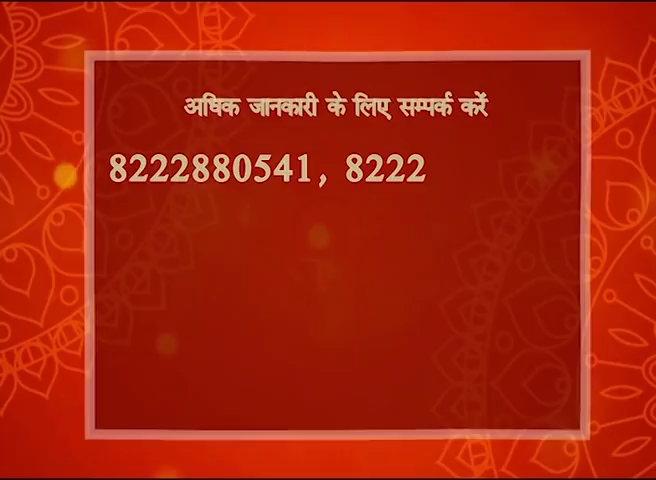 अधिक जानकारी के लिए सम्पर्क करें
8222880541, 8222